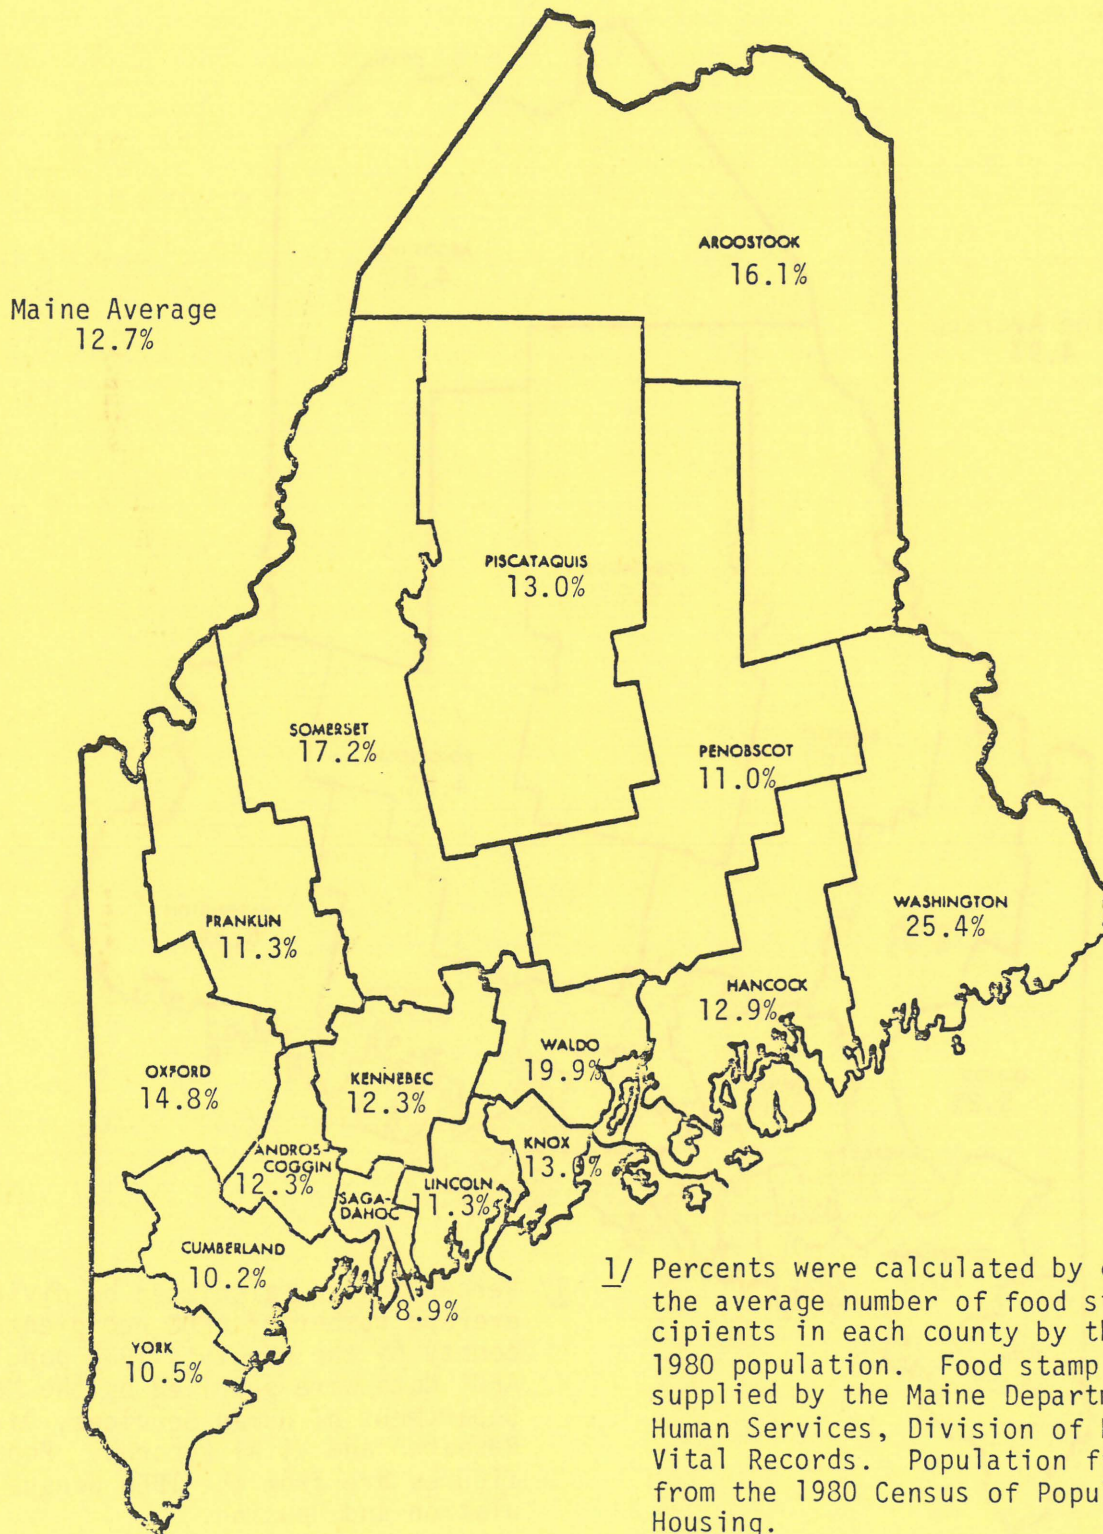 AROOSTOOK
16.1%
Maine Average
12.7%
PISCATAQUIS
13.0%
SOMERSET
17.2%
PENOBSCOT
11.0%
FRANKLIN
11.3%
WASHINGTON
25.4%
HANCOCK
12.9%
WALDO
19.9%
OXFORD
14.8%
KENNEBEC
12.3%
KNOX
13.0%
ANDROS-
COGGIN
12.3%
LINCOLN
11.3%
SAGA-
DAHOC
8.9%
CUMBERLAND
10.2%
YORK
10.5%
1/ Percents were calculated by
the average number of food
cipients in each county by
1980 population. Food stamp
supplied by the Maine
Human Services, Division of
Vital Records. Population
from the 1980 Census of
Housing.